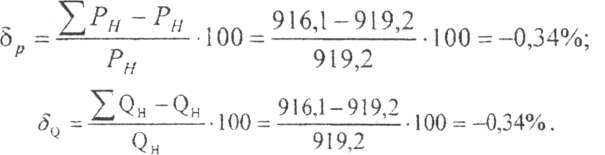 δ_p = (∑P_H − P_H) / P_H · 100 = (916,1 − 919,2) / 919,2 · 100 = −0,34%;
δ_Q = (∑Q_H − Q_H) / Q_H · 100 = (916,1 − 919,2) / 919,2 · 100 = −0,34%.